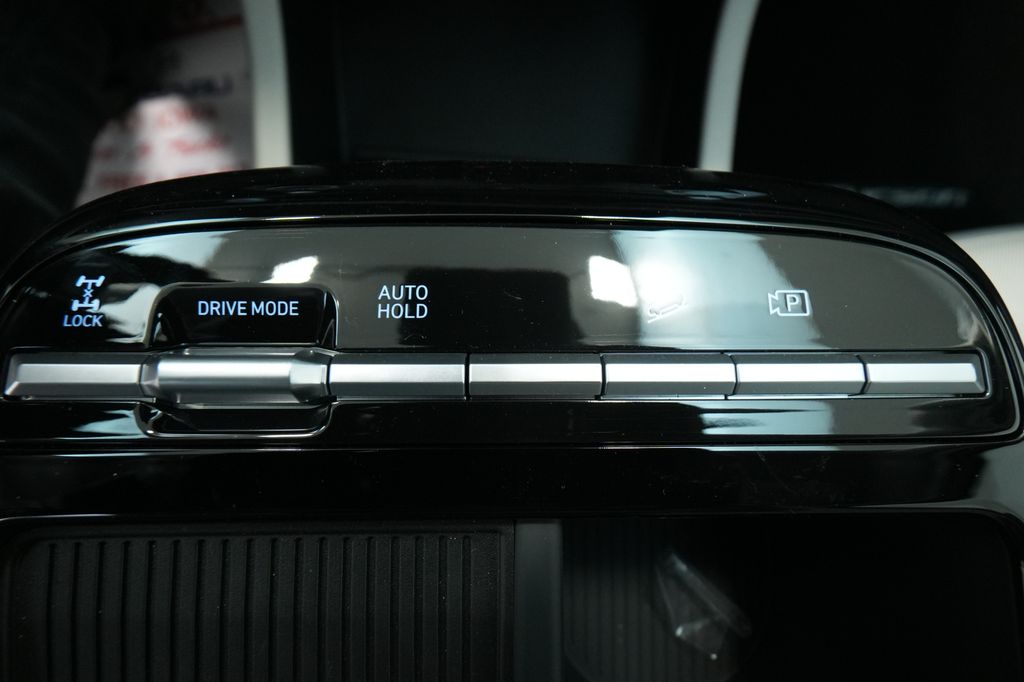 LOCK
DRIVE MODE
AUTO
HOLD
P